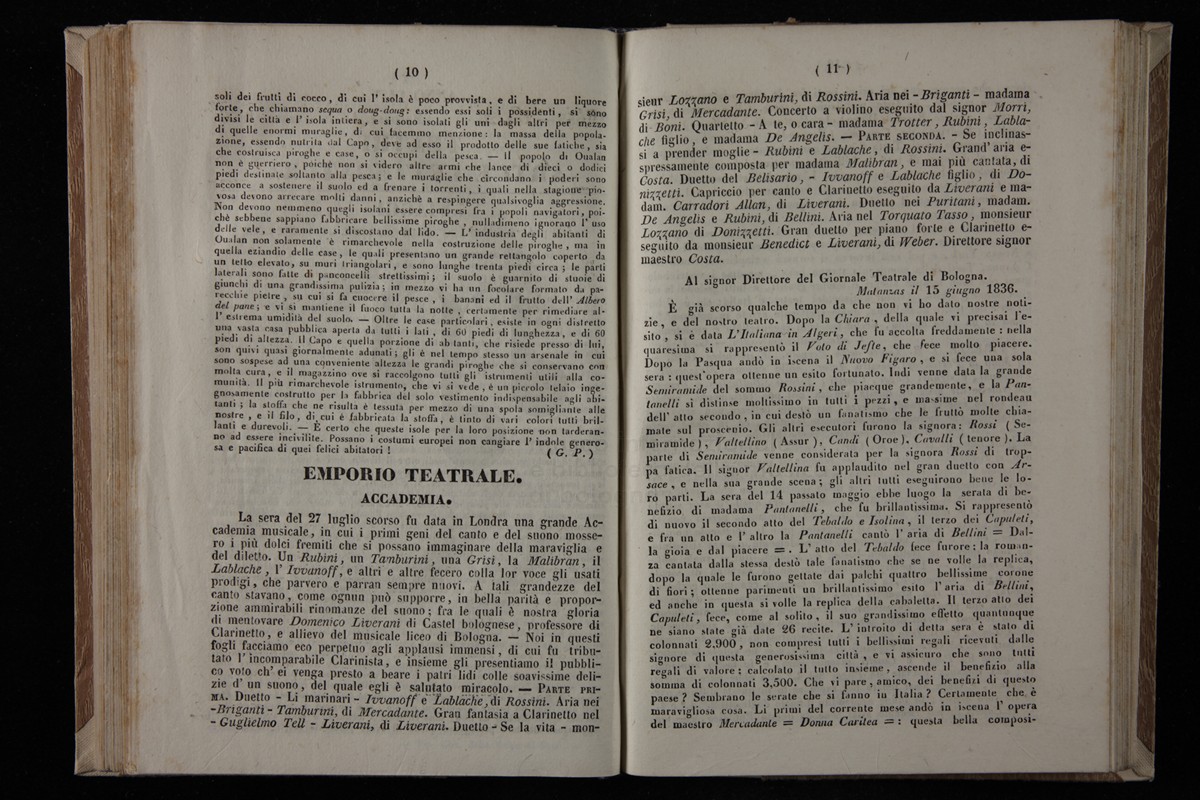 ( 10 )
soli dei frutti di cocco, di cui l' isola è poco provvista, e di bere un liquore
forte, che chiamano sequa o doug-doug: essendo essi soli i possidenti, si sono
divisi le città e l' isola intiera, e si sono isolati gli uni dagli altri per mezzo
di quelle enormi muraglie, di cui facemmo menzione: la massa della popola-
zione, essendo nutrita dal Capo, deve ad esso il prodotto delle sue fatiche, sia
che costruisca piroghe e case, o si occupi della pesca. — Il popolo di Oualan
non è guerriero, poichè non si videro altre armi che lance di dieci o dodici
piedi destinate soltanto alla pesca; e le muraglie che circondano i poderi sono
acconce a sostenere il suolo ed a frenare i torrenti, i quali nella stagione pio-
vosa devono arrecare molti danni, anzichè a respingere qualsivoglia aggressione.
Non devono nemmeno quegli isolani essere compresi fra i popoli navigatori, poi-
chè sebbene sappiano fabbricare bellissime piroghe, nulladimeno ignorano l' uso
delle vele, e raramente si discostano dal lido. — L' industria degli abitanti di
Oualan non solamente è rimarchevole nella costruzione delle piroghe, ma in
quella eziandio delle case, le quali presentano un grande rettangolo coperto da
un tetto elevato, su muri triangolari, e sono lunghe trenta piedi circa; le parti
laterali sono fatte di panconcelli strettissimi; il suolo è guarnito di stuoie di
giunchi di una grandissima pulizia; in mezzo vi ha un focolare formato da pa-
recchie pietre, su cui si fa cuocere il pesce, i banani ed il frutto dell' Albero
del pane; e vi si mantiene il fuoco tutta la notte, certamente per rimediare al-
l' estrema umidità del suolo. — Oltre le case particolari, esiste in ogni distretto
una vasta casa pubblica aperta da tutti i lati, di 60 piedi di lunghezza, e di 60
piedi di altezza. Il Capo e quella porzione di abitanti, che risiede presso di lui,
son quivi quasi giornalmente adunati; gli è nel tempo stesso un arsenale in cui
sono sospese ad una conveniente altezza le grandi piroghe che si conservano con
molta cura, e il magazzino ove si raccolgono tutti gli istrumenti utili alla co-
munità. Il più rimarchevole istrumento, che vi si vede, è un piccolo telaio inge-
gnosamente costrutto per la fabbrica del solo vestimento indispensabile agli abi-
tanti; la stoffa che ne risulta è tessuta per mezzo di una spola somigliante alle
nostre, e il filo, di cui è fabbricata la stoffa, è tinto di vari colori tutti bril-
lanti e durevoli. — È certo che queste isole per la loro posizione non tarderan-
no ad essere incivilite. Possano i costumi europei non cangiare l' indole genero-
sa e pacifica di quei felici abitatori ! ( G. P. )
EMPORIO TEATRALE.
ACCADEMIA.
La sera del 27 luglio scorso fu data in Londra una grande Ac-
cademia musicale, in cui i primi geni del canto e del suono mosse-
ro i più dolci fremiti che si possano immaginare della maraviglia e
del diletto. Un Rubini, un Tamburini, una Grisi, la Malibran, il
Lablache, l' Ivvanoff, e altri e altre fecero colla lor voce gli usati
prodigi, che parvero e parran sempre nuovi. A tali grandezze del
canto stavano, come ognun può supporre, in bella parità e propor-
zione ammirabili rinomanze del suono; fra le quali è nostra gloria
di mentovare Domenico Liverani di Castel bolognese, professore di
Clarinetto, e allievo del musicale liceo di Bologna. — Noi in questi
fogli facciamo eco perpetuo agli applausi immensi, di cui fu tribu-
tato l' incomparabile Clarinista, e insieme gli presentiamo il pubbli-
co voto ch' ei venga presto a beare i patri lidi colle soavissime deli-
zie d' un suono, del quale egli è salutato miracolo. — PARTE PRI-
MA. Duetto - Li marinari - Ivvanoff e Lablache, di Rossini. Aria nei
-Briganti - Tamburini, di Mercadante. Gran fantasia a Clarinetto nel
- Guglielmo Tell - Liverani, di Liverani. Duetto - Se la vita - mon-
( 11 )
sieur Lozzano e Tamburini, di Rossini. Aria nei - Briganti - madama
Grisi, di Mercadante. Concerto a violino eseguito dal signor Morri,
di Boni. Quartetto - A te, o cara - madama Trotter, Rubini, Labla-
che figlio, e madama De Angelis. — PARTE SECONDA. - Se inclinas-
si a prender moglie - Rubini e Lablache, di Rossini. Grand' aria e-
spressamente composta per madama Malibran, e mai più cantata, di
Costa. Duetto del Belisario, - Ivvanoff e Lablache figlio, di Do-
nizzetti. Capriccio per canto e Clarinetto eseguito da Liverani e ma-
dam. Carradori Allan, di Liverani. Duetto nei Puritani, madam.
De Angelis e Rubini, di Bellini. Aria nel Torquato Tasso, monsieur
Lozzano di Donizzetti. Gran duetto per piano forte e Clarinetto e-
seguito da monsieur Benedict e Liverani, di Weber. Direttore signor
maestro Costa.
Al signor Direttore del Giornale Teatrale di Bologna.
Matanzas il 15 giugno 1836.
È già scorso qualche tempo da che non vi ho dato nostre noti-
zie, e del nostro teatro. Dopo la Chiara, della quale vi precisai l'e-
sito, si è data L'Italiana in Algeri, che fu accolta freddamente: nella
quaresima si rappresentò il Voto di Jefte, che fece molto piacere.
Dopo la Pasqua andò in iscena il Nuovo Figaro, e si fece una sola
sera: quest'opera ottenne un esito fortunato. Indi venne data la grande
Semiramide del sommo Rossini, che piacque grandemente, e la Pan-
tanelli si distinse moltissimo in tutti i pezzi, e massime nel rondeau
dell' atto secondo, in cui destò un fanatismo che le fruttò molte chia-
mate sul proscenio. Gli altri esecutori furono la signora: Rossi ( Se-
miramide ), Valtellino ( Assur ), Candi ( Oroe ), Cavalli ( tenore ). La
parte di Semiramide venne considerata per la signora Rossi di trop-
pa fatica. Il signor Valtellina fu applaudito nel gran duetto con Ar-
sace, e nella sua grande scena; gli altri tutti eseguirono bene le lo-
ro parti. La sera del 14 passato maggio ebbe luogo la serata di be-
nefizio di madama Pantanelli, che fu brillantissima. Si rappresentò
di nuovo il secondo atto del Tebaldo e Isolina, il terzo dei Capuleti,
e fra un atto e l' altro la Pantanelli cantò l' aria di Bellini = Dal-
la gioia e dal piacere =. L' atto del Tebaldo fece furore: la roman-
za cantata dalla stessa destò tale fanatismo che se ne volle la replica,
dopo la quale le furono gettate dai palchi quattro bellissime corone
di fiori; ottenne parimenti un brillantissimo esito l' aria di Bellini,
ed anche in questa si volle la replica della cabaletta. Il terzo atto dei
Capuleti, fece, come al solito, il suo grandissimo effetto quantunque
ne siano state già date 26 recite. L' introito di detta sera è stato di
colonnati 2,900, non compresi tutti i bellissimi regali ricevuti dalle
signore di questa generosissima città, e vi assicuro che sono tutti
regali di valore: calcolato il tutto insieme, ascende il benefizio alla
somma di colonnati 3,500. Che vi pare, amico, dei benefizi di questo
paese ? Sembrano le serate che si fanno in Italia ? Certamente che è
maravigliosa cosa. Li primi del corrente mese andò in iscena l' opera
del maestro Mercadante = Donna Caritea =: questa bella composi-